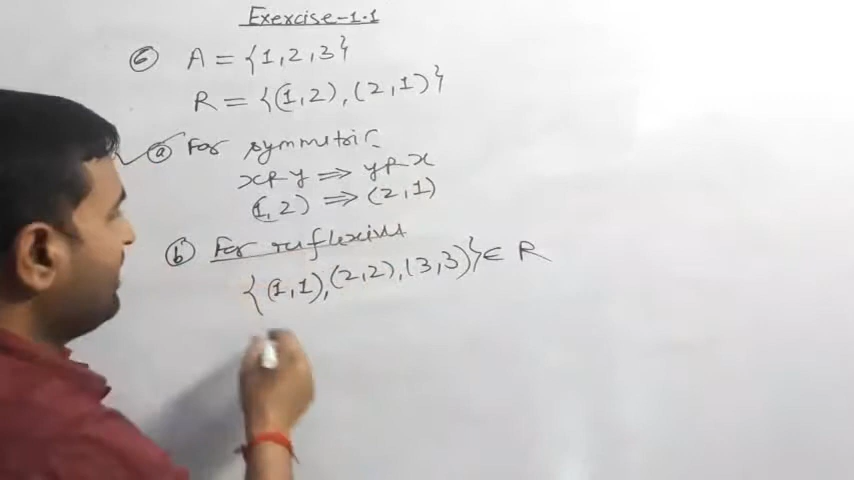 Exercise-1.1
⑥ A = {1,2,3}
R = {(1,2),(2,1)}
ⓐ For symmetric
xRy ⇒ yRx
(1,2) ⇒ (2,1)
ⓑ For reflexive
{(1,1),(2,2),(3,3)} ∈ R